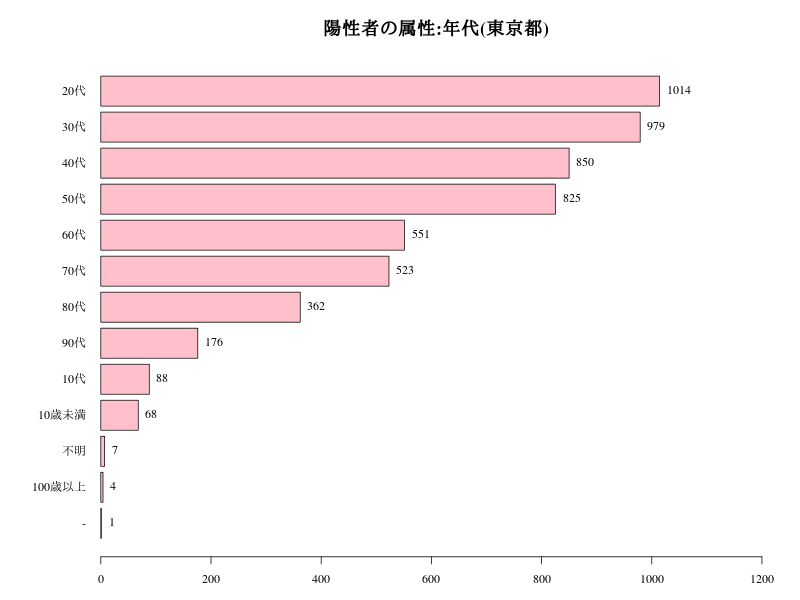 陽性者の属性:年代(東京都)
20代 1014
30代 979
40代 850
50代 825
60代 551
70代 523
80代 362
90代 176
10代 88
10歳未満 68
不明 7
100歳以上 4
- 1
0 200 400 600 800 1000 1200